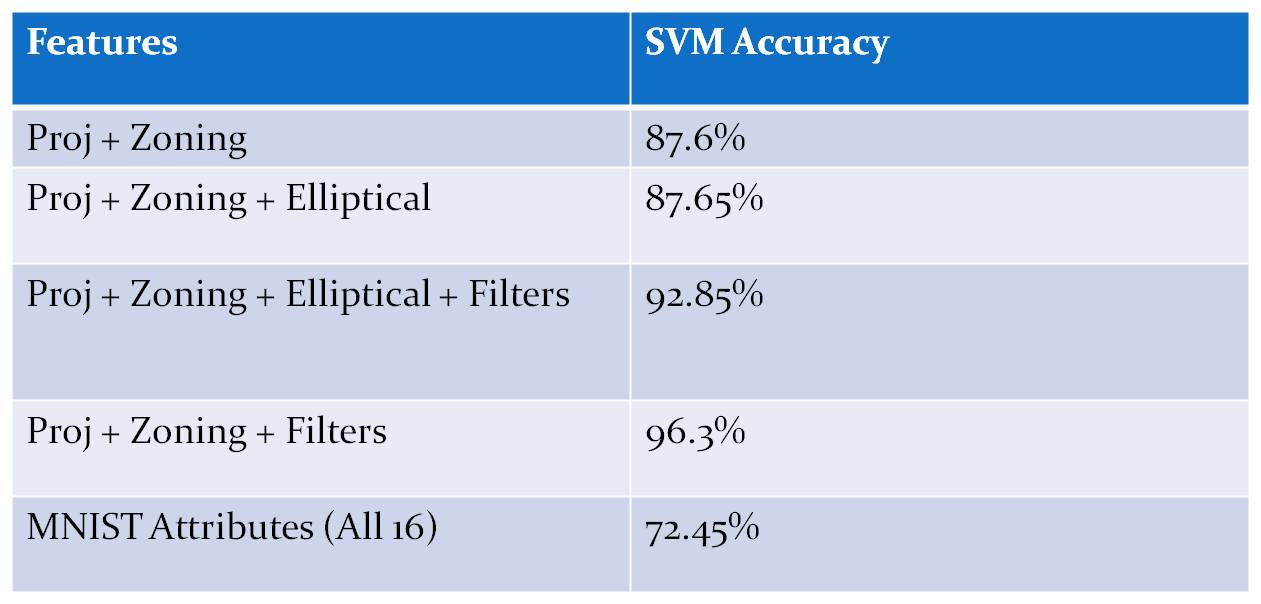 Features SVM Accuracy
Proj + Zoning 87.6%
Proj + Zoning + Elliptical 87.65%
Proj + Zoning + Elliptical + Filters 92.85%
Proj + Zoning + Filters 96.3%
MNIST Attributes (All 16) 72.45%